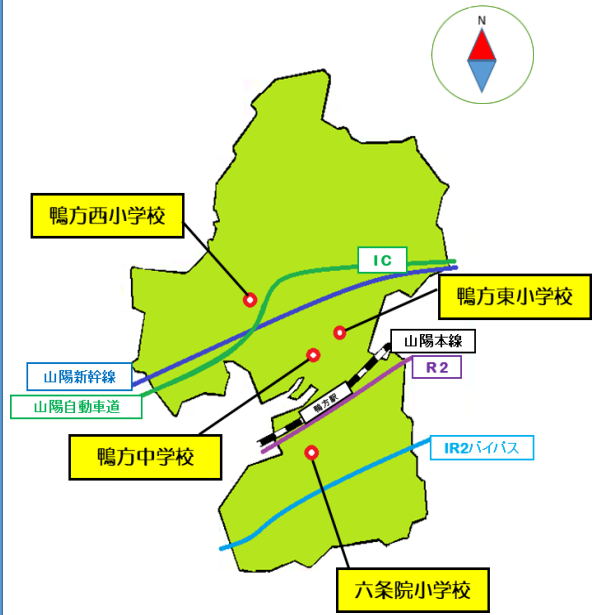 N
鴨方西小学校
IC
鴨方東小学校
山陽本線
R2
山陽新幹線
山陽自動車道
鴨方駅
鴨方中学校
IR2バイパス
六条院小学校